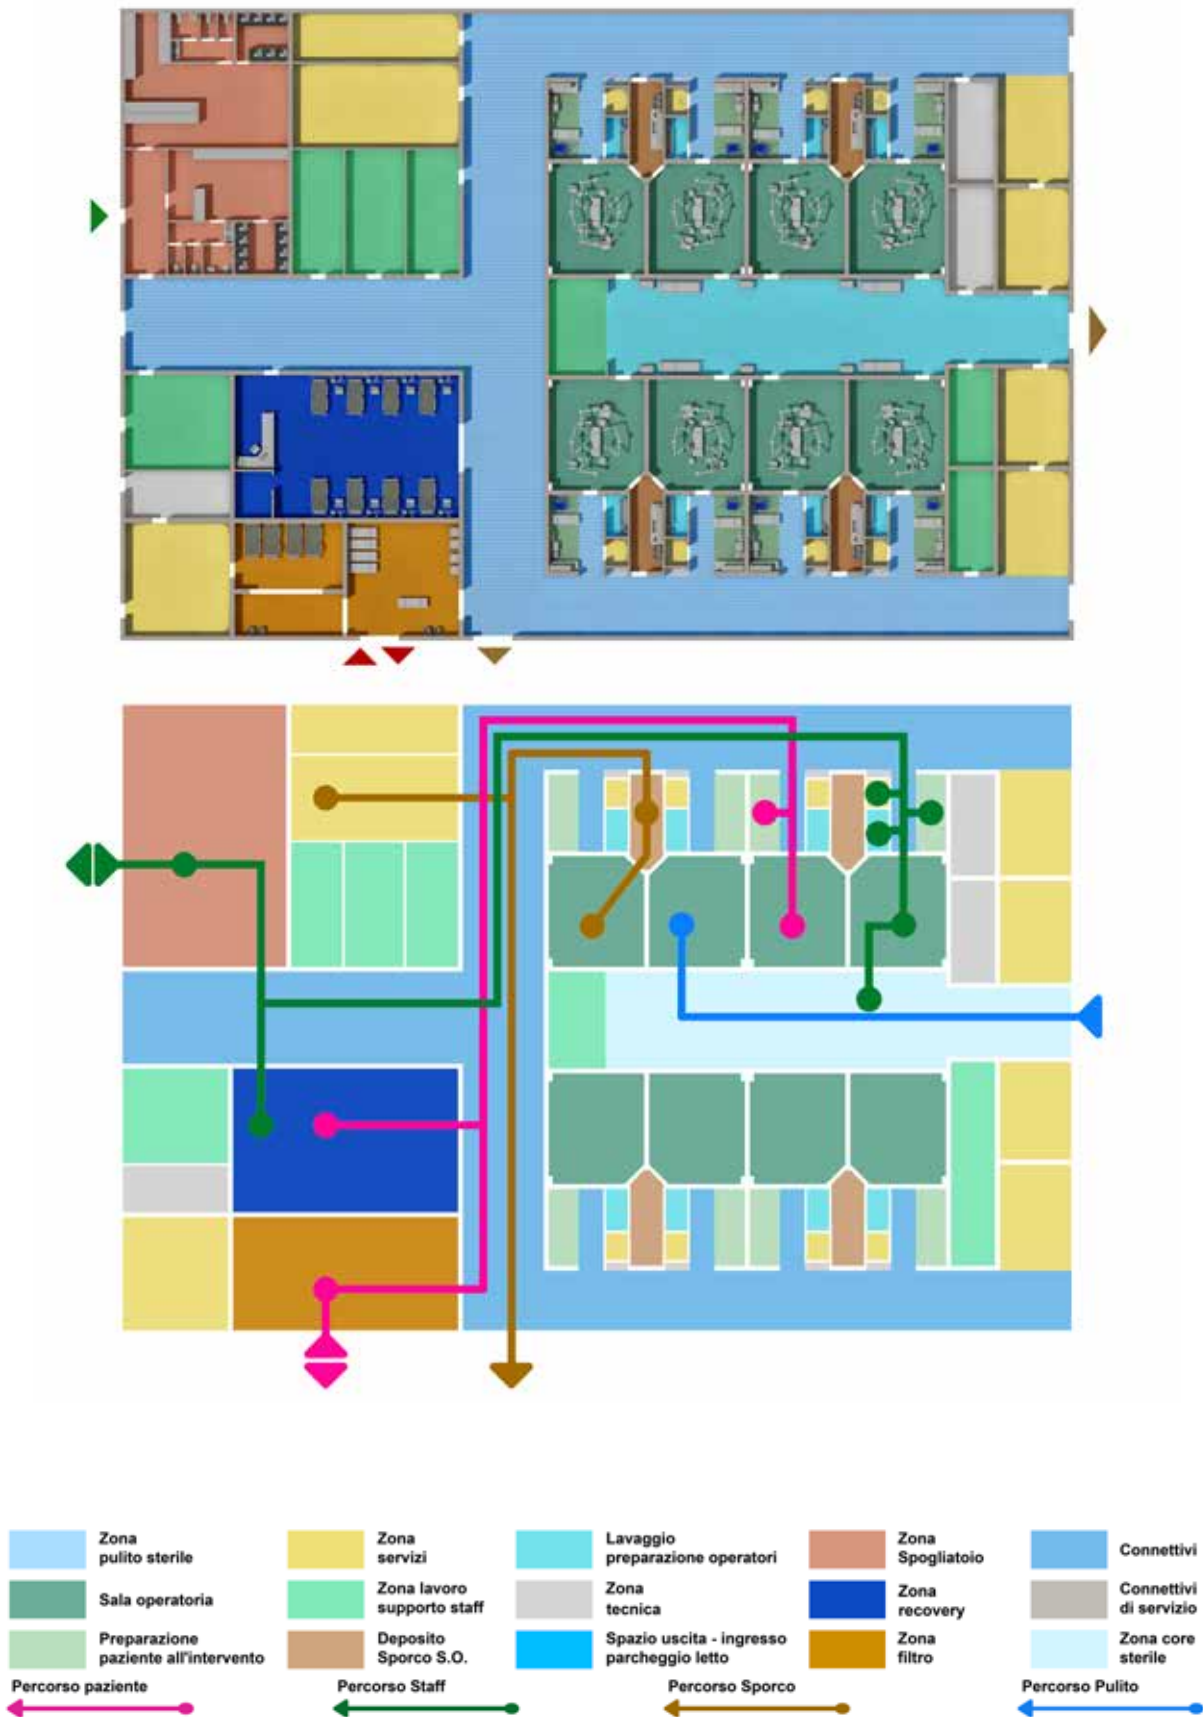 Zona
pulito sterile
Zona
servizi
Lavaggio
preparazione operatori
Zona
Spogliatoio
Connettivi
Sala operatoria
Zona lavoro
supporto staff
Zona
tecnica
Zona
recovery
Connettivi
di servizio
Preparazione
paziente all'intervento
Deposito
Sporco S.O.
Spazio uscita - ingresso
parcheggio letto
Zona
filtro
Zona core
sterile
Percorso paziente
Percorso Staff
Percorso Sporco
Percorso Pulito